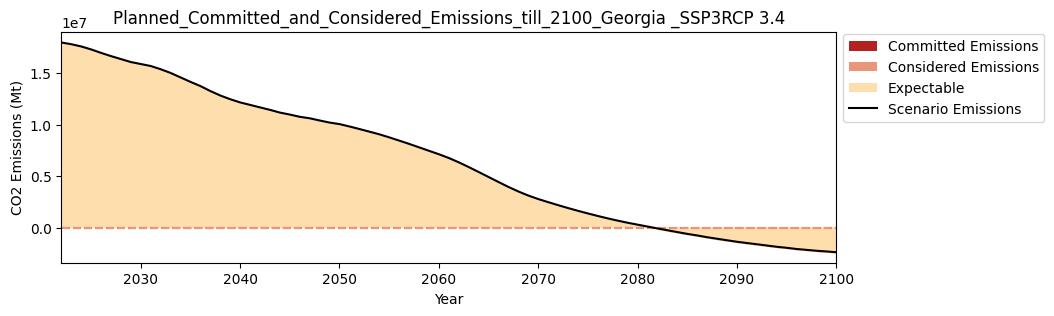 Planned_Committed_and_Considered_Emissions_till_2100_Georgia _SSP3RCP 3.4
1e7
CO2 Emissions (Mt)
1.5
1.0
0.5
0.0
2030 2040 2050 2060 2070 2080 2090 2100
Year
Committed Emissions
Considered Emissions
Expectable
Scenario Emissions